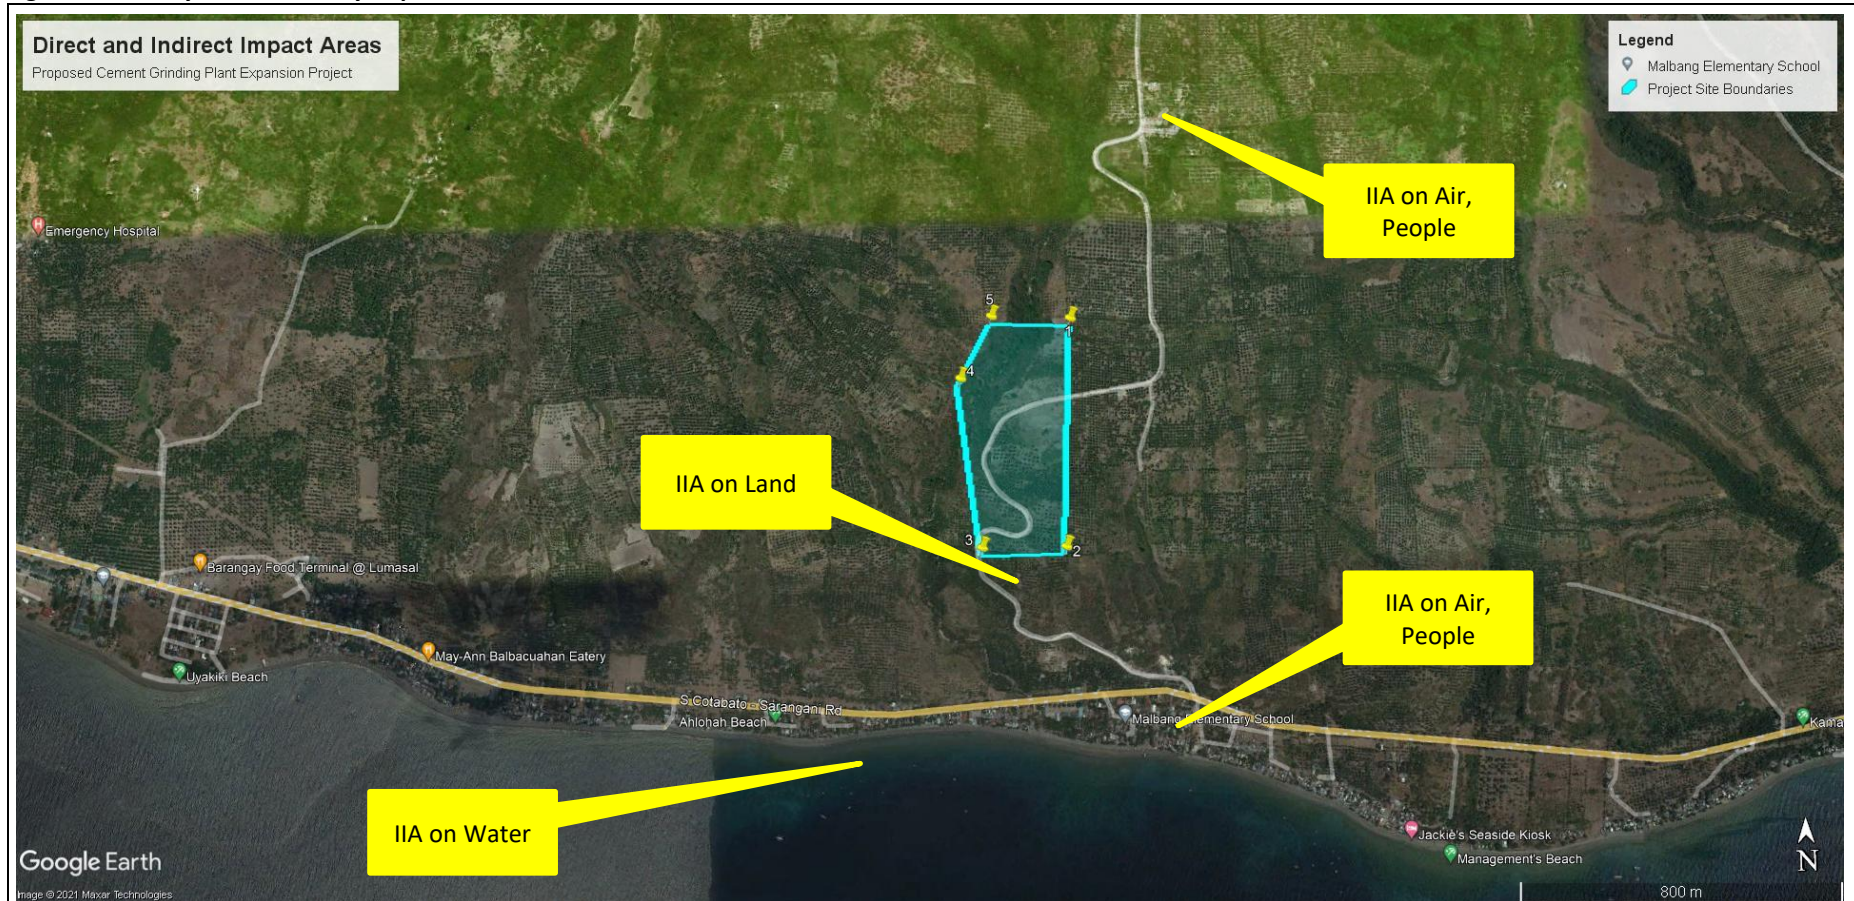 Direct and Indirect Impact Areas
Proposed Cement Grinding Plant Expansion Project
Legend
Malbang Elementary School
Project Site Boundaries
IIA on Air,
People
Emergency Hospital
5
1
4
IIA on Land
3
2
Barangay Food Terminal @ Lumasal
IIA on Air,
People
May-Ann Balbacuahan Eatery
Uyakiki Beach
S Cotabato - Sarangani Rd
Ahlohah Beach
Malbang Elementary School
Kama
IIA on Water
Jackie's Seaside Kiosk
Management's Beach
Google Earth
N
Image © 2021 Maxar Technologies
800 m